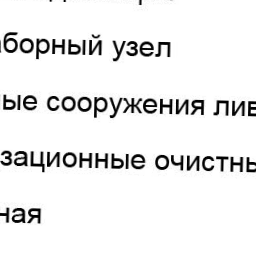 аборный узел
ые сооружения лив
зационные очистны
ная